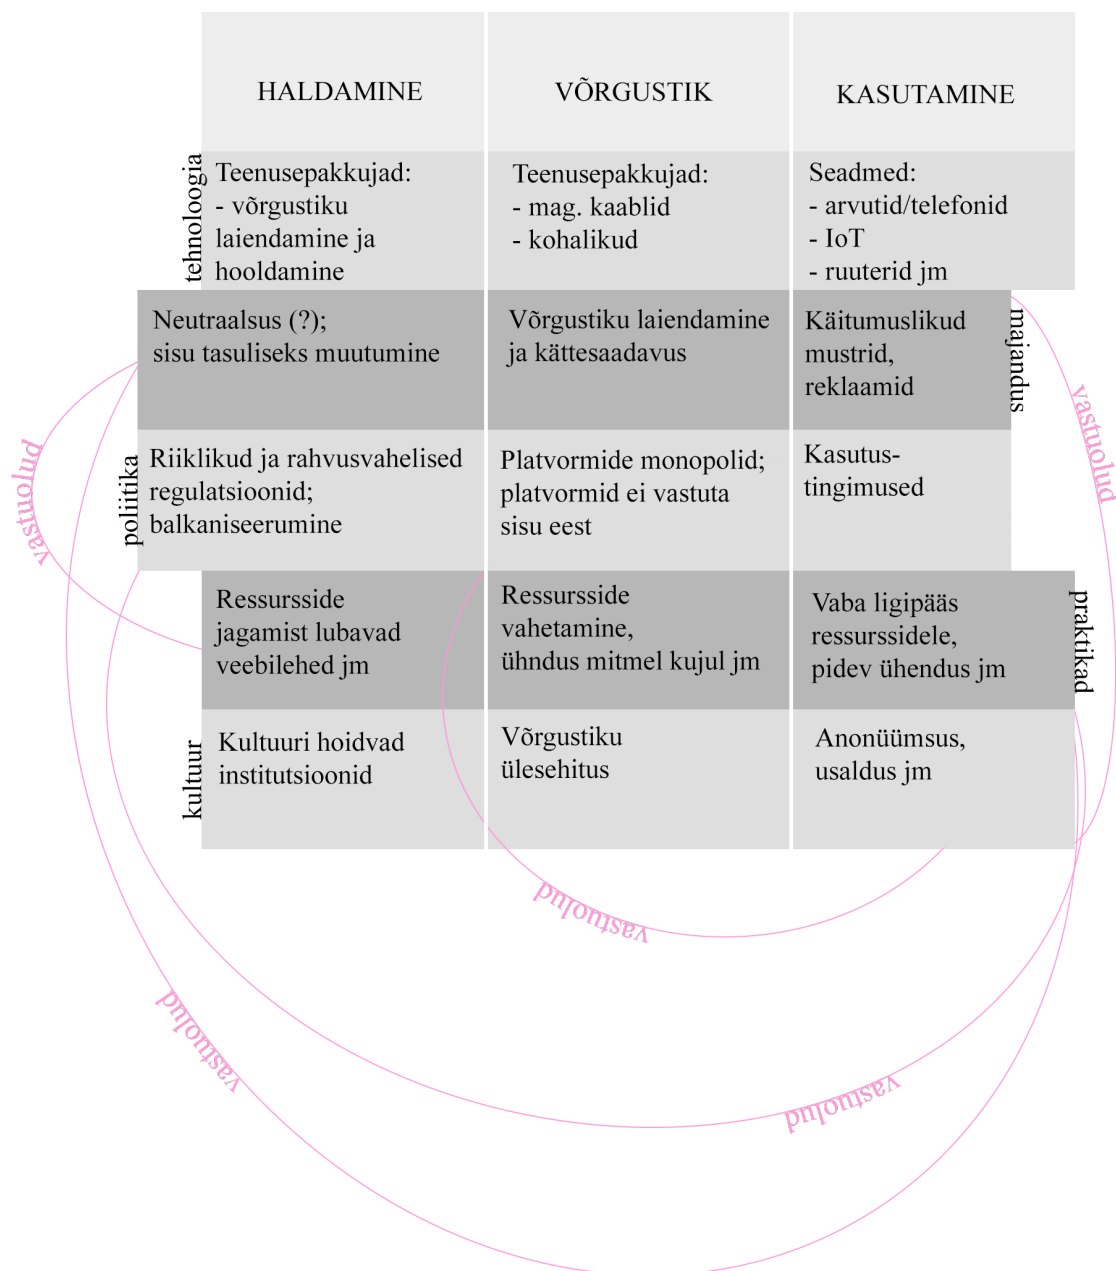 HALDAMINE
VÕRGUSTIK
KASUTAMINE
tehnoloogia
Teenusepakkujad:
- võrgustiku
laiendamine ja
hooldamine
Teenusepakkujad:
- mag. kaablid
- kohalikud
Seadmed:
- arvutid/telefonid
- IoT
- ruuterid jm
Neutraalsus (?);
sisu tasuliseks muutumine
Võrgustiku laiendamine
ja kättesaadavus
Käitumuslikud
mustrid,
reklaamid
majandus
vastuolud
vastuolud
poliitika
Riiklikud ja rahvusvahelised
regulatsioonid;
balkaniseerumine
Platvormide monopolid;
platvormid ei vastuta
sisu eest
Kasutus-
tingimused
Ressursside
jagamist lubavad
veebilehed jm
Ressursside
vahetamine,
ühndus mitmel kujul jm
Vaba ligipääs
ressurssidele,
pidev ühendus jm
praktikad
kultuur
Kultuuri hoidvad
institutsioonid
Võrgustiku
ülesehitus
Anonüümsus,
usaldus jm
vastuolud
vastuolud
vastuolud